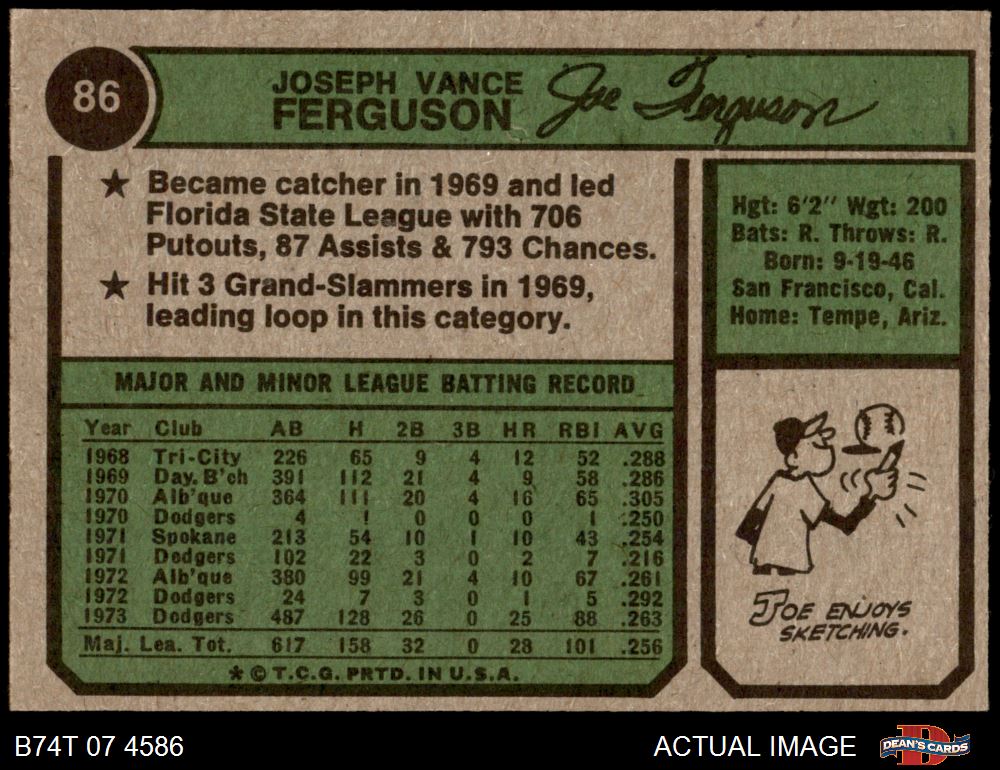 86
JOSEPH VANCE
FERGUSON
Joe Ferguson
★ Became catcher in 1969 and led
Florida State League with 706
Putouts, 87 Assists & 793 Chances.
★ Hit 3 Grand-Slammers in 1969,
leading loop in this category.
Hgt: 6'2" Wgt: 200
Bats: R. Throws: R.
Born: 9-19-46
San Francisco, Cal.
Home: Tempe, Ariz.
MAJOR AND MINOR LEAGUE BATTING RECORD
Year Club AB H 2B 3B HR RBI AVG
1968 Tri-City 226 65 9 4 12 52 .288
1969 Day. B'ch 391 112 21 4 9 58 .286
1970 Alb'que 364 111 20 4 16 65 .305
1970 Dodgers 4 1 0 0 0 1 .250
1971 Spokane 213 54 10 1 10 43 .254
1971 Dodgers 102 22 3 0 2 7 .216
1972 Alb'que 380 99 21 4 10 67 .261
1972 Dodgers 24 7 3 0 1 5 .292
1973 Dodgers 487 128 26 0 25 88 .263
Maj. Lea. Tot. 617 158 32 0 28 101 .256
* © T.C.G. PRTD. IN U.S.A.
JOE ENJOYS
SKETCHING.
B74T 07 4586
ACTUAL IMAGE
DEAN'S CARDS